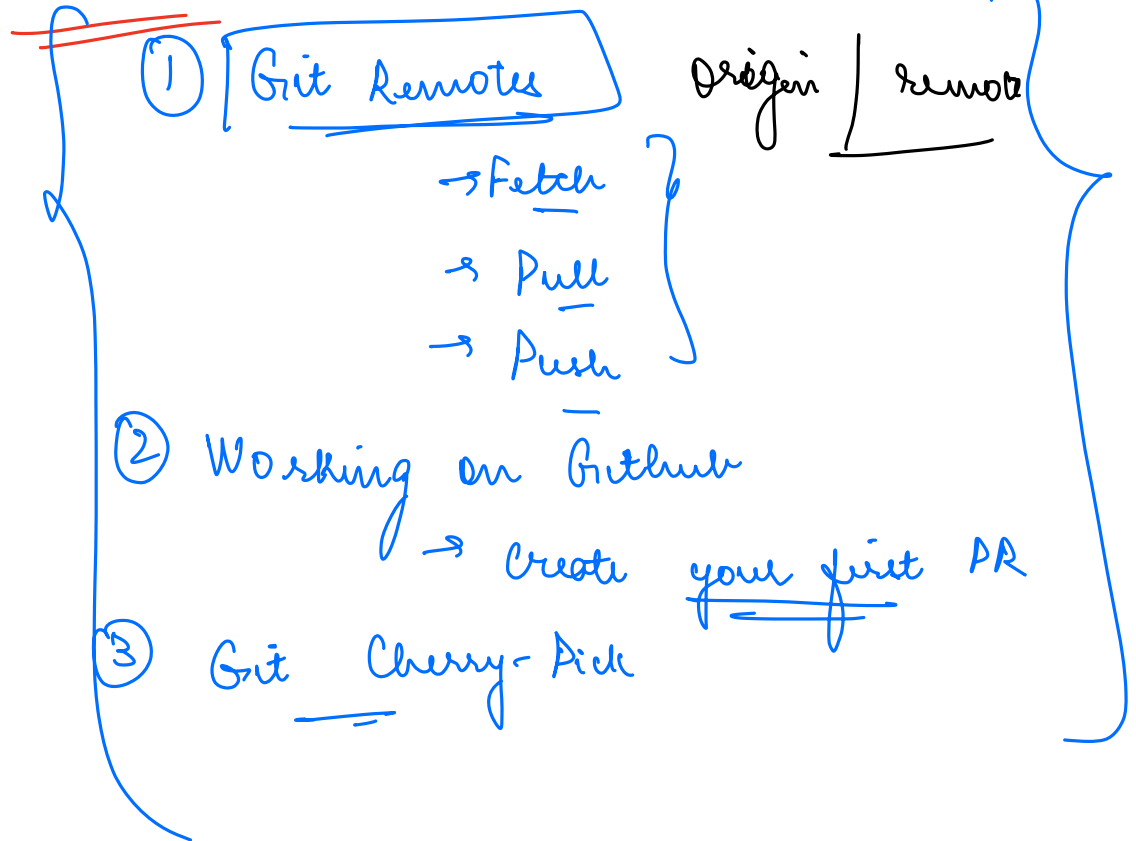 ① Git Remotes origin | remote
→ Fetch
→ Pull
→ Push
② Working on Github
→ Create your first PR
③ Git Cherry-Pick